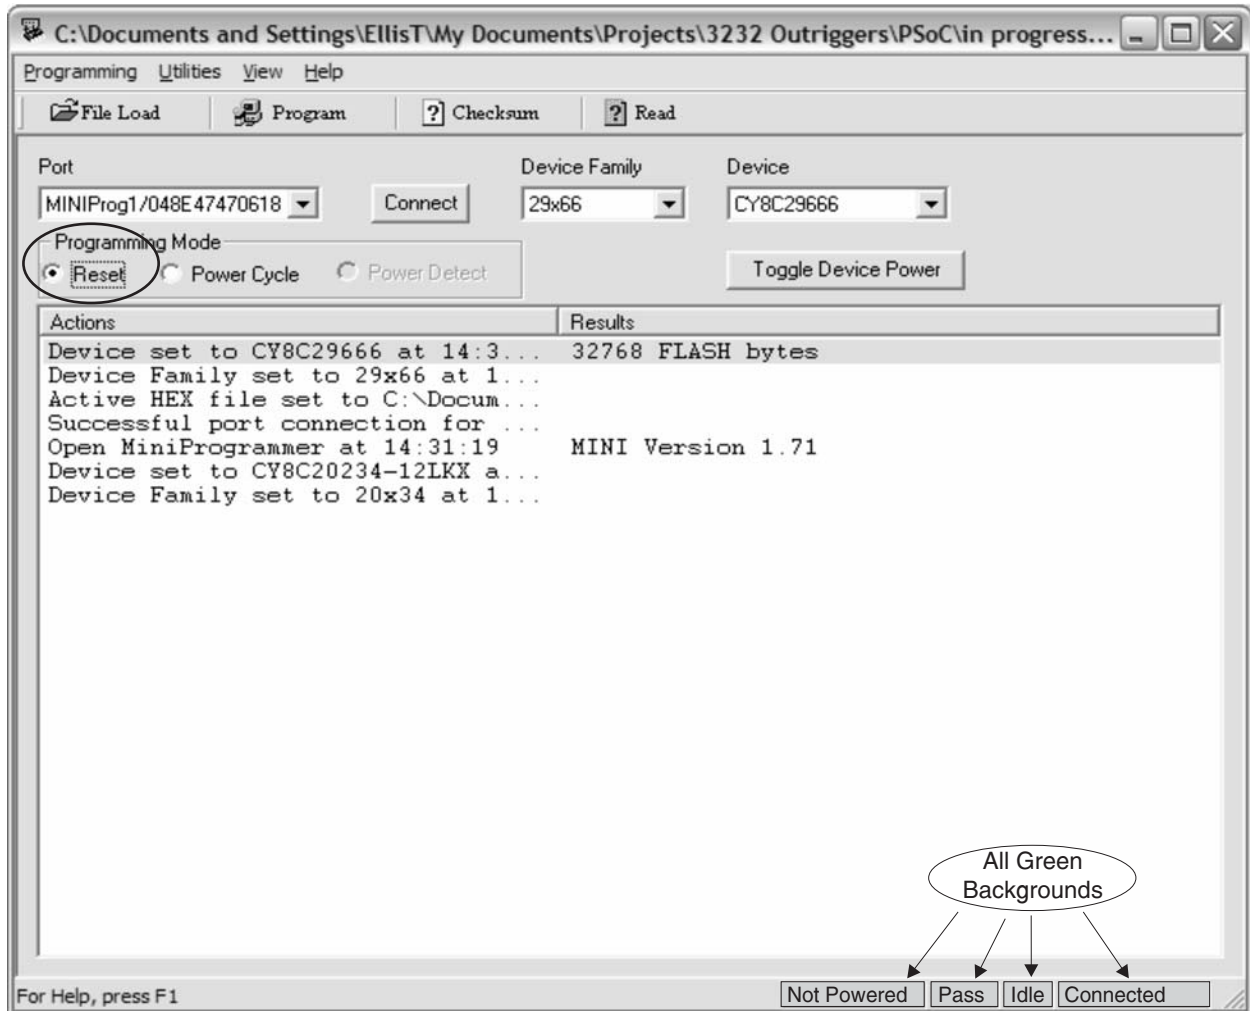 C:\Documents and Settings\EllisT\My Documents\Projects\3232 Outriggers\PSoC\in progress...
Programming Utilities View Help
File Load Program Checksum Read
Port Device Family Device
MINIProg1/048E47470618 Connect 29x66 CY8C29666
Programming Mode
Reset Power Cycle Power Detect Toggle Device Power
Actions Results
Device set to CY8C29666 at 14:3... 32768 FLASH bytes
Device Family set to 29x66 at 1...
Active HEX file set to C:\Docum...
Successful port connection for ...
Open MiniProgrammer at 14:31:19 MINI Version 1.71
Device set to CY8C20234-12LKX a...
Device Family set to 20x34 at 1...
All Green
Backgrounds
For Help, press F1 Not Powered Pass Idle Connected